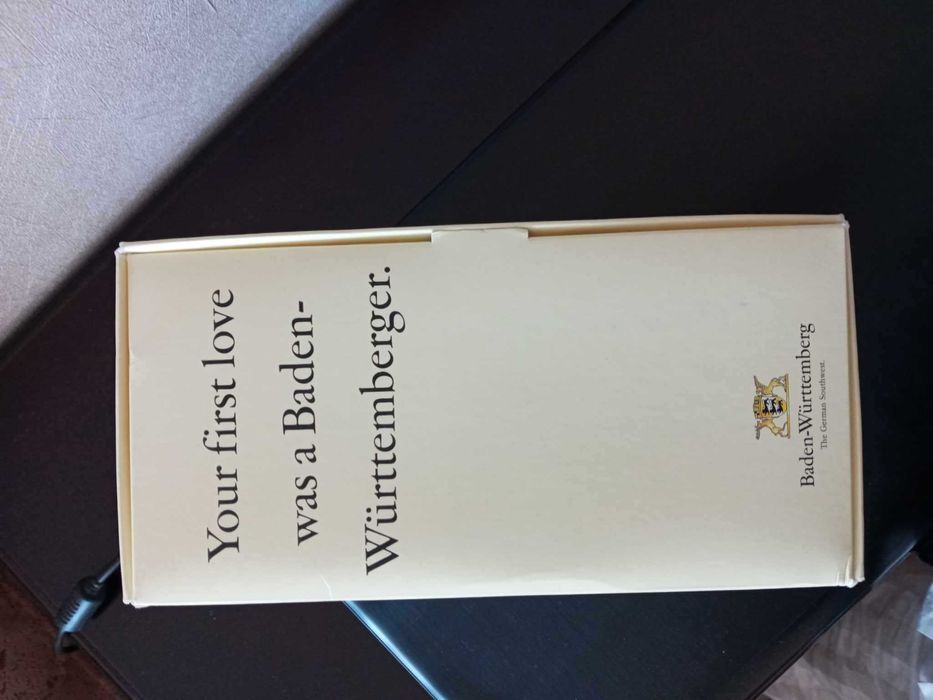 Your first love
was a Baden-
Württemberger.
Baden-Württemberg
The German Southwest.